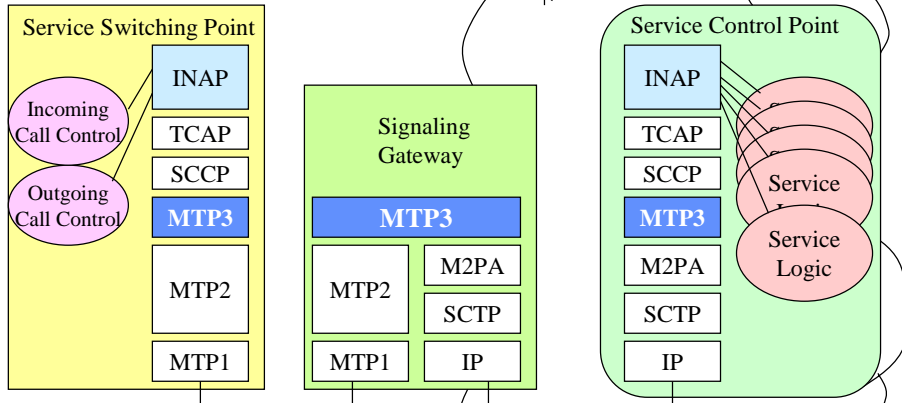 Service Switching Point
INAP
Incoming
Call Control
TCAP
SCCP
Outgoing
Call Control
MTP3
MTP2
MTP1
Signaling
Gateway
MTP3
MTP2
M2PA
SCTP
MTP1
IP
Service Control Point
INAP
TCAP
SCCP
MTP3
M2PA
SCTP
IP
Service
Service
Logic